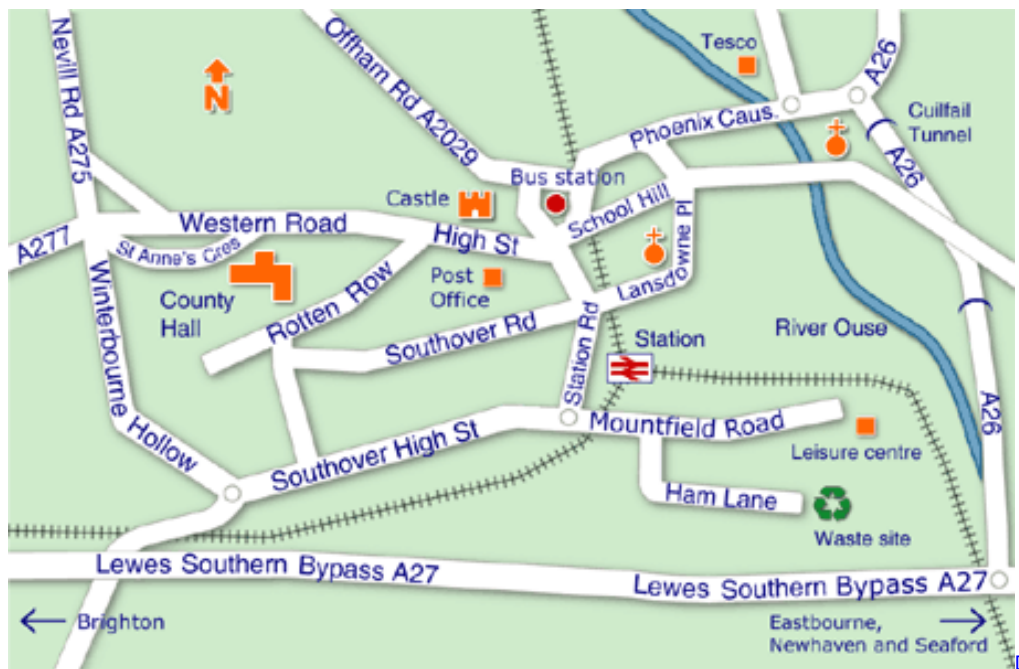 Nevill Rd A275
Offham Rd A2029
Tesco
A26
N
Phoenix Caus.
Cuilfail
Tunnel
A26
Bus station
Castle
School Hill
Western Road
High St
A277
St Anne's Cres
Lansdowne Pl
Post
Office
County
Hall
Rotten Row
Winterbourne Hollow
Southover Rd
Station Rd
Station
River Ouse
A26
Mountfield Road
Southover High St
Leisure centre
Ham Lane
Waste site
Lewes Southern Bypass A27
Lewes Southern Bypass A27
Brighton
Eastbourne,
Newhaven and Seaford